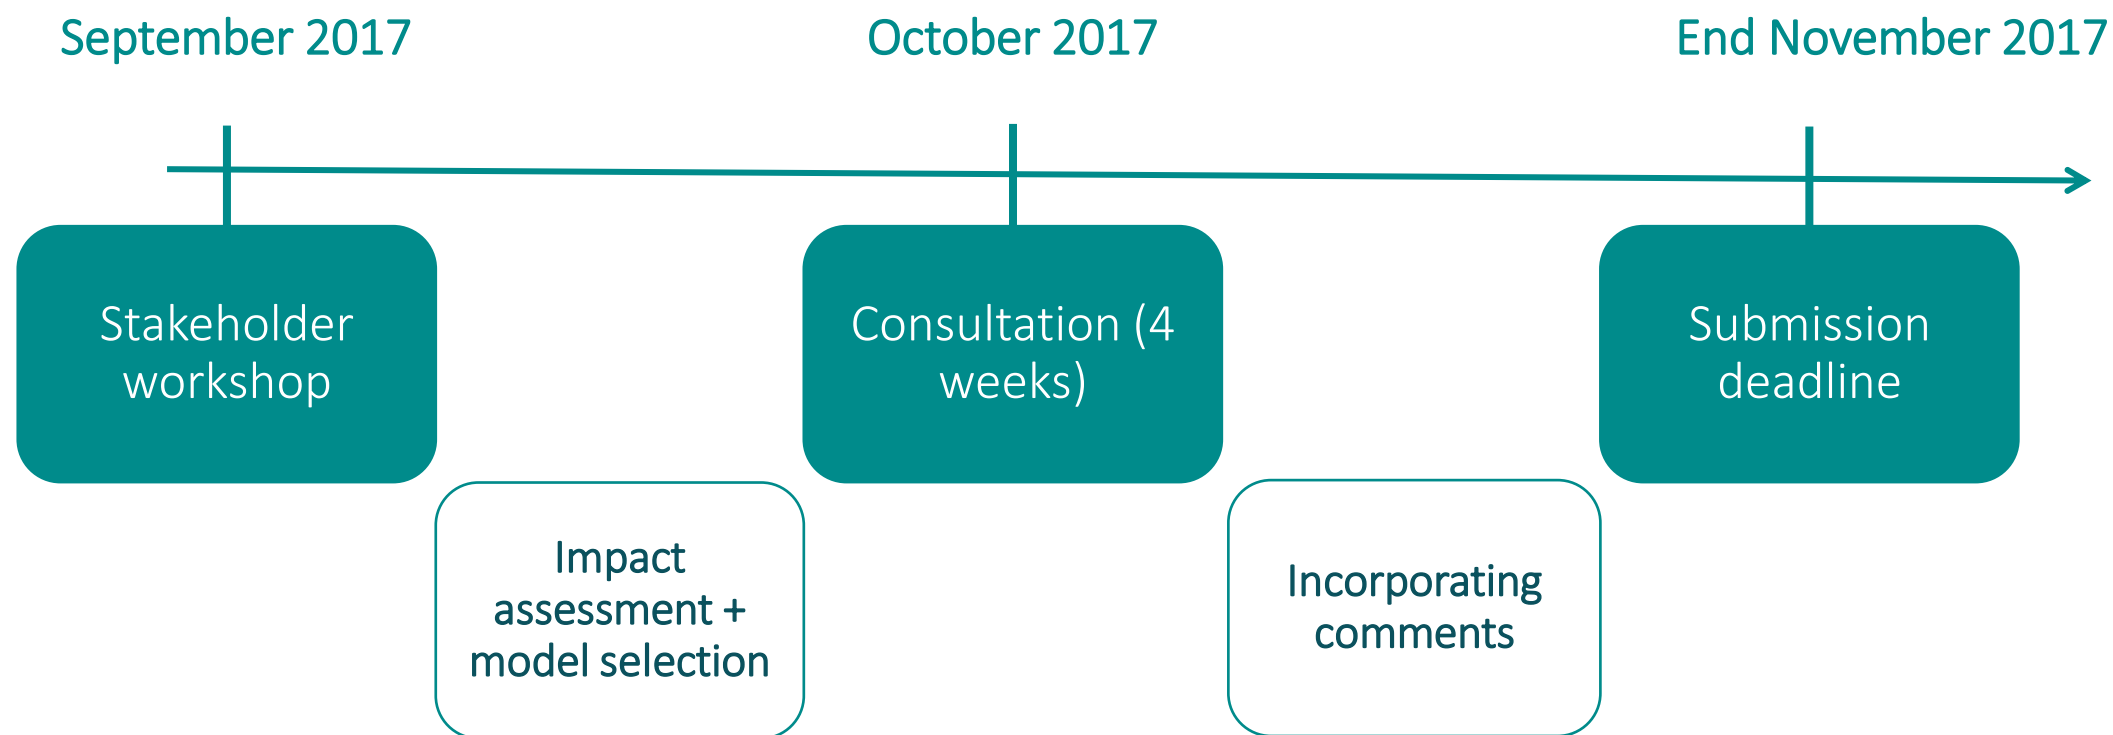 September 2017
October 2017
End November 2017
Stakeholder
workshop
Consultation (4
weeks)
Submission
deadline
Impact
assessment +
model selection
Incorporating
comments